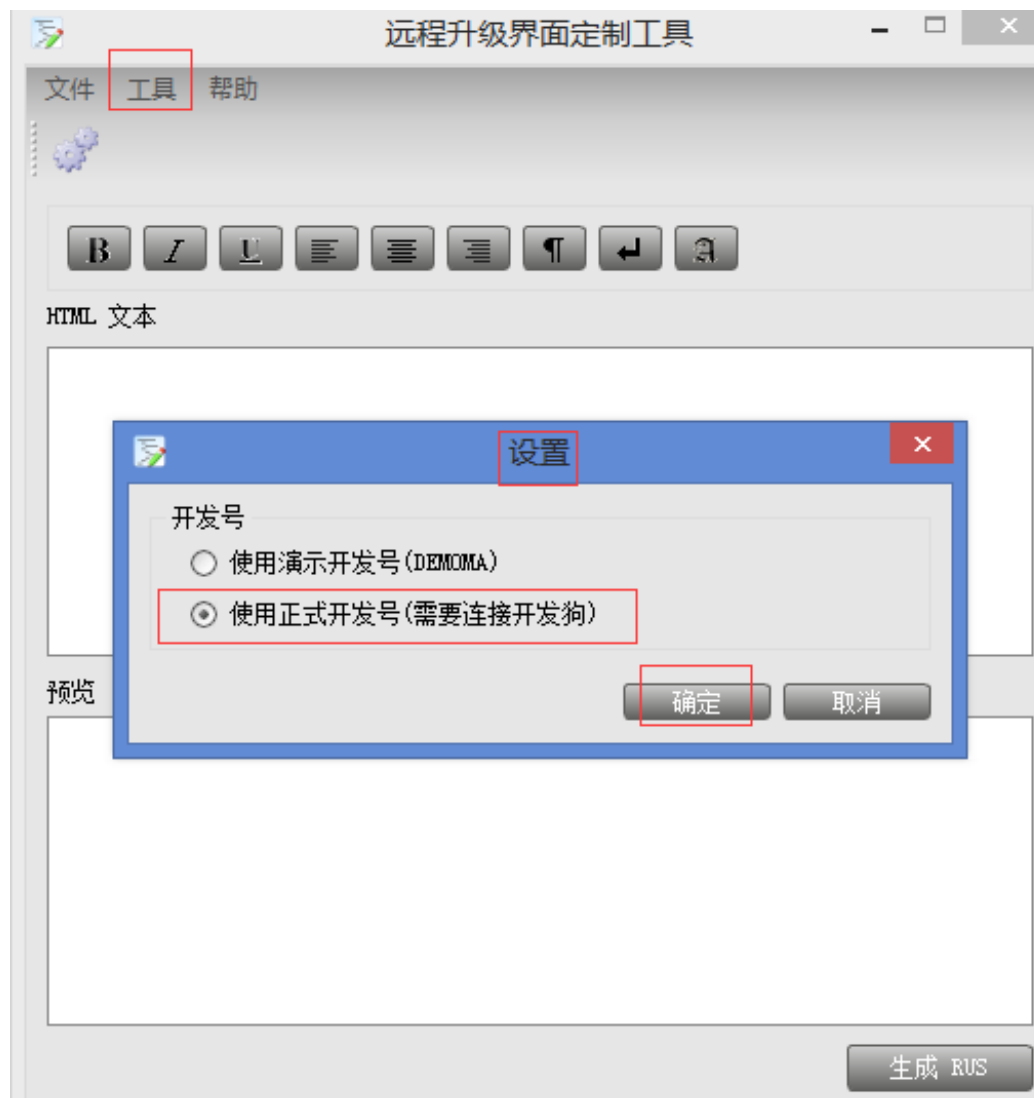 远程升级界面定制工具
文件 工具 帮助
B I U A
HTML 文本
设置
开发号
使用演示开发号(DEMOMA)
使用正式开发号(需要连接开发狗)
确定 取消
预览
生成 RUS